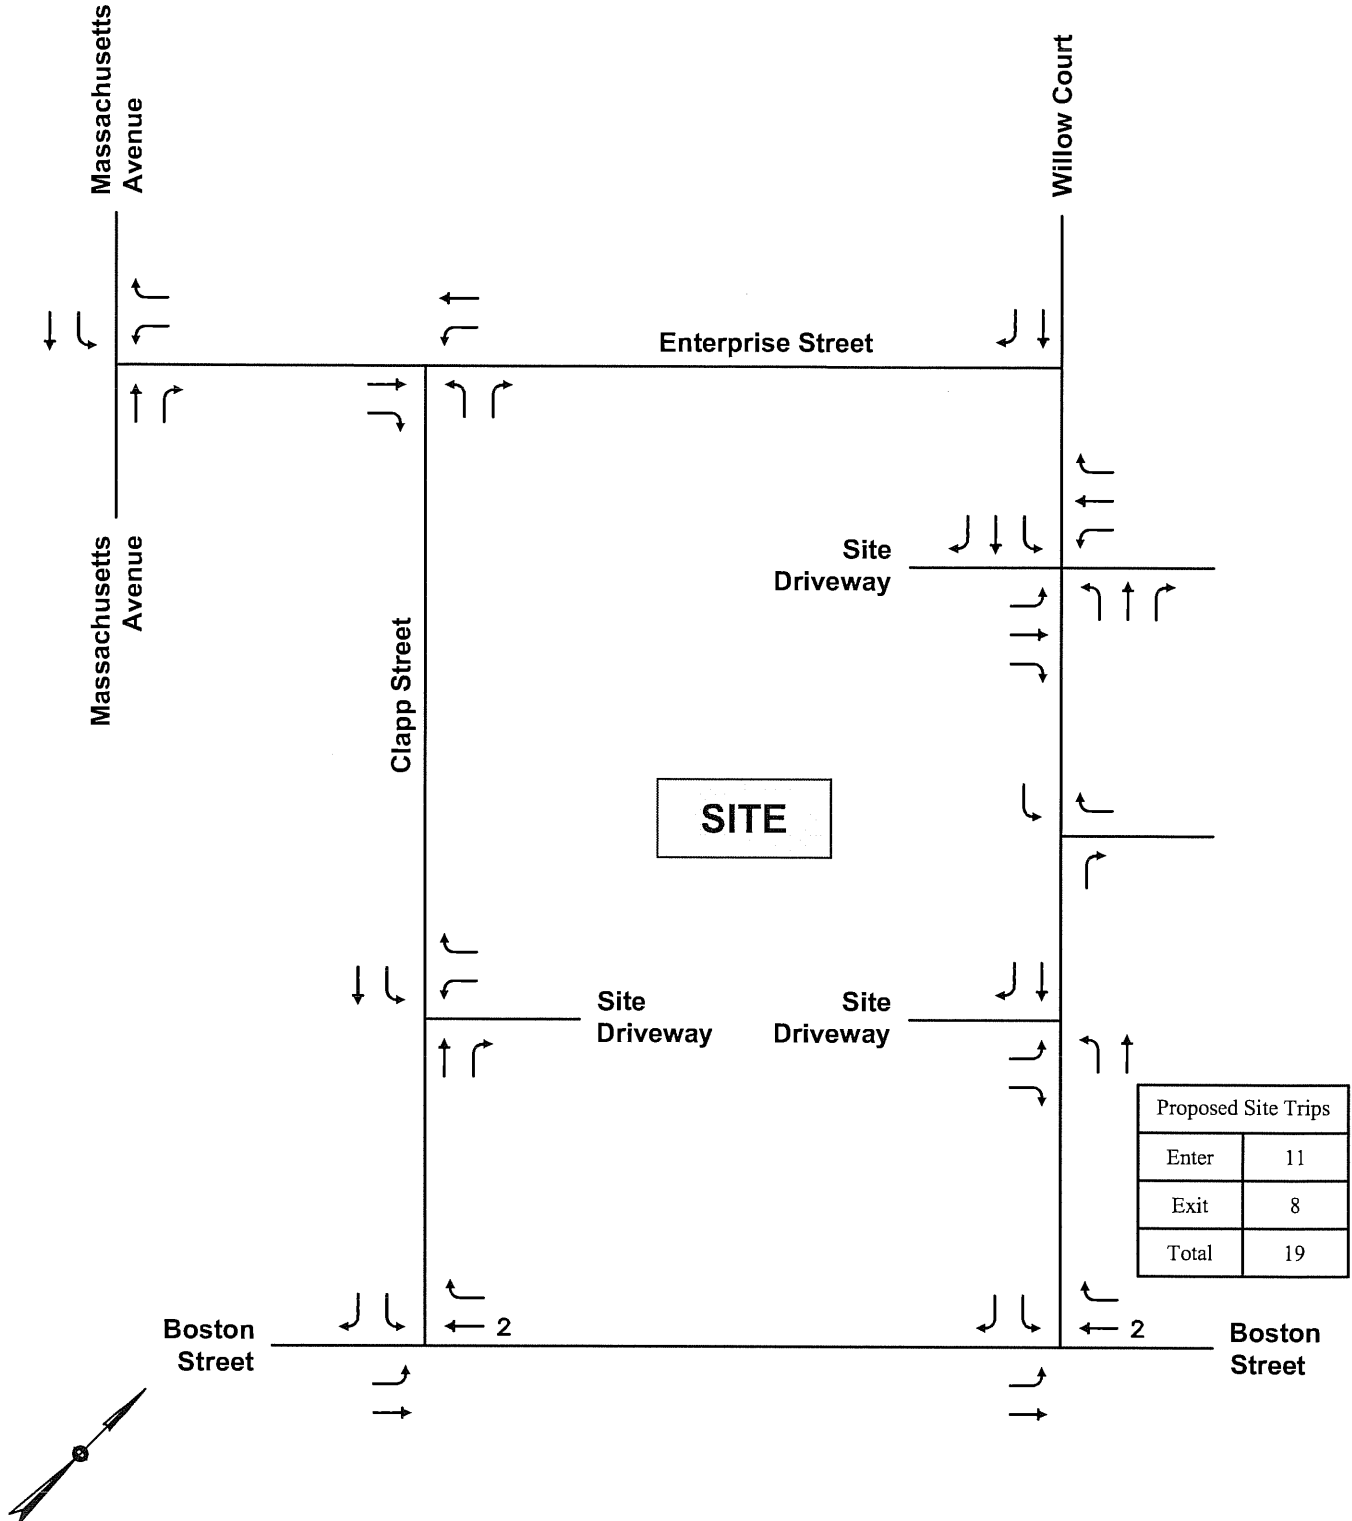 Massachusetts
Avenue
Willow Court
Enterprise Street
Massachusetts
Avenue
Site
Driveway
Clapp Street
SITE
Site
Driveway
Site
Driveway
Proposed Site Trips
Enter 11
Exit 8
Total 19
Boston
Street
2
2
Boston
Street